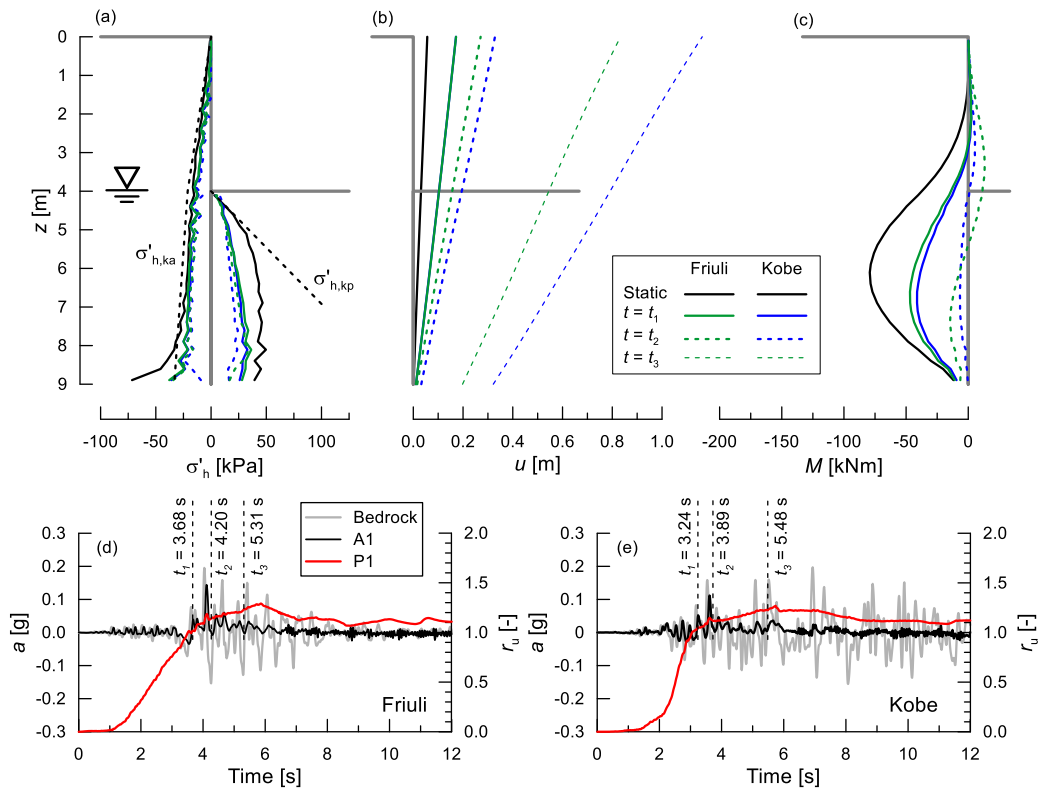 (a)
(b)
(c)
0
1
2
3
4
5
6
7
8
9
z [m]
σ'h,ka
σ'h,kp
Friuli Kobe
Static
t = t1
t = t2
t = t3
-100 -50 0 50 100
σ'h [kPa]
0.0 0.2 0.4 0.6 0.8 1.0
u [m]
-200 -150 -100 -50 0
M [kNm]
(d)
t1 = 3.68 s
t2 = 4.20 s
t3 = 5.31 s
Bedrock
A1
P1
0.3
0.2
0.1
0.0
-0.1
-0.2
-0.3
a [g]
2.0
1.5
1.0
0.5
0.0
ru [-]
Friuli
0 2 4 6 8 10 12
Time [s]
(e)
t1 = 3.24 s
t2 = 3.89 s
t3 = 5.48 s
0.3
0.2
0.1
0.0
-0.1
-0.2
-0.3
a [g]
2.0
1.5
1.0
0.5
0.0
ru [-]
Kobe
0 2 4 6 8 10 12
Time [s]